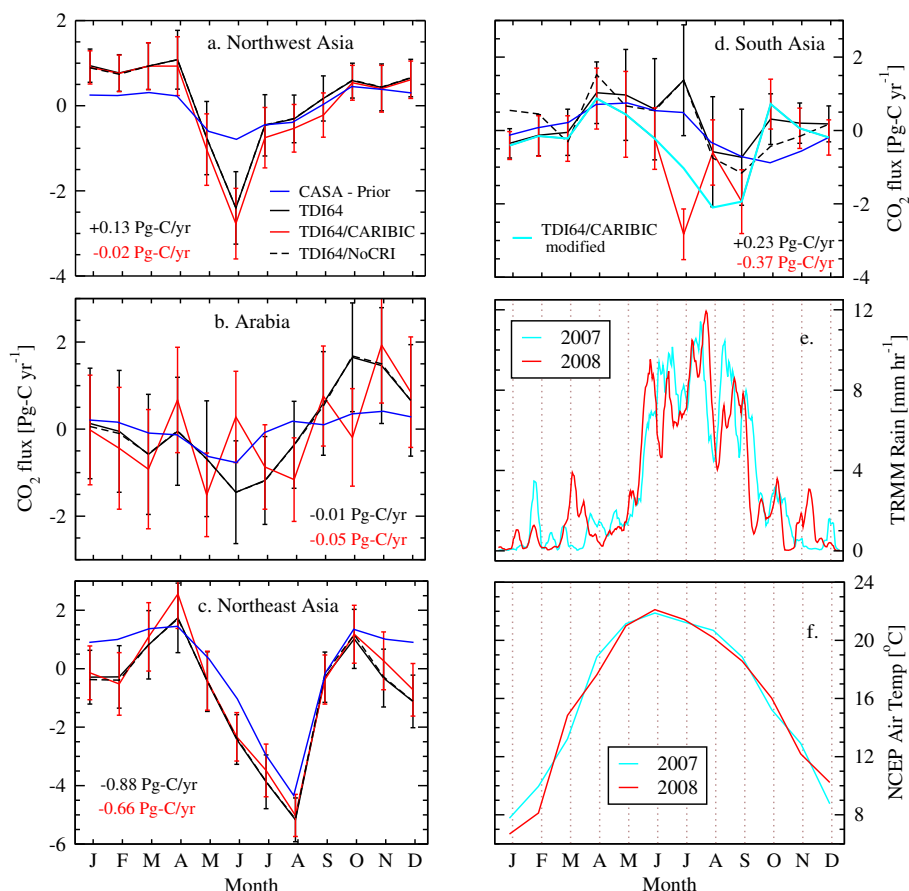 a. Northwest Asia
2
0
-2
-4
CASA - Prior
TDI64
TDI64/CARIBIC
TDI64/NoCRI
+0.13 Pg-C/yr
-0.02 Pg-C/yr
J F M A M J J A S O N D
b. Arabia
2
0
-2
CO2 flux [Pg-C yr-1]
-0.01 Pg-C/yr
-0.05 Pg-C/yr
c. Northeast Asia
2
0
-2
-4
-6
-0.88 Pg-C/yr
-0.66 Pg-C/yr
J F M A M J J A S O N D
Month
d. South Asia
2
0
-2
-4
CO2 flux [Pg-C yr-1]
TDI64/CARIBIC
modified
+0.23 Pg-C/yr
-0.37 Pg-C/yr
J F M A M J J A S O N D
e.
2007
2008
12
8
4
0
TRMM Rain [mm hr-1]
f.
2007
2008
24
20
16
12
8
NCEP Air Temp [oC]
J F M A M J J A S O N D
Month